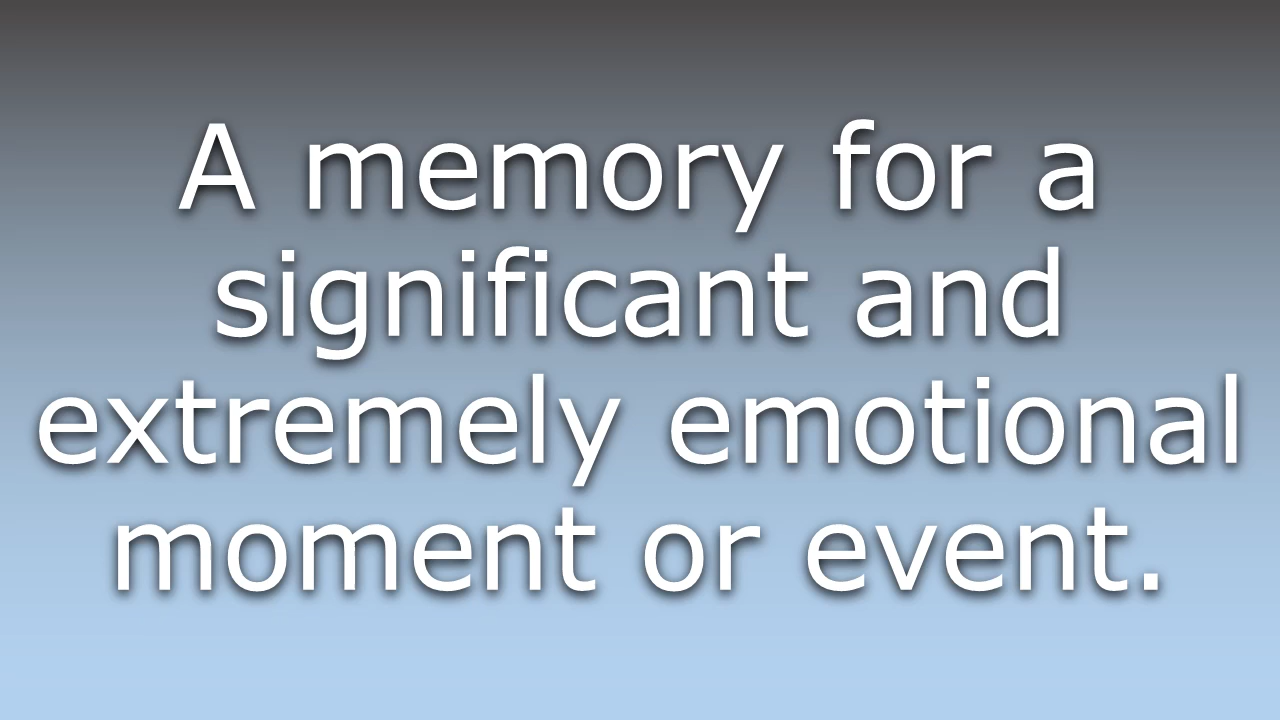 A memory for a
significant and
extremely emotional
moment or event.